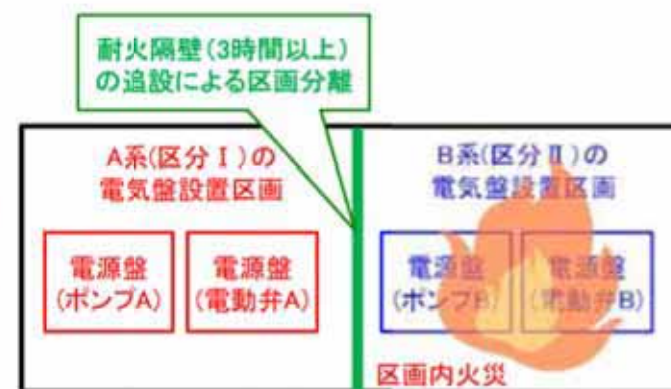 耐火隔壁(3時間以上)
の追設による区画分離
A系(区分Ⅰ)の
電気盤設置区画
電源盤
(ポンプA)
電源盤
(電動弁A)
B系(区分Ⅱ)の
電気盤設置区画
電源盤
(ポンプB)
電源盤
(電動弁B)
区画内火災